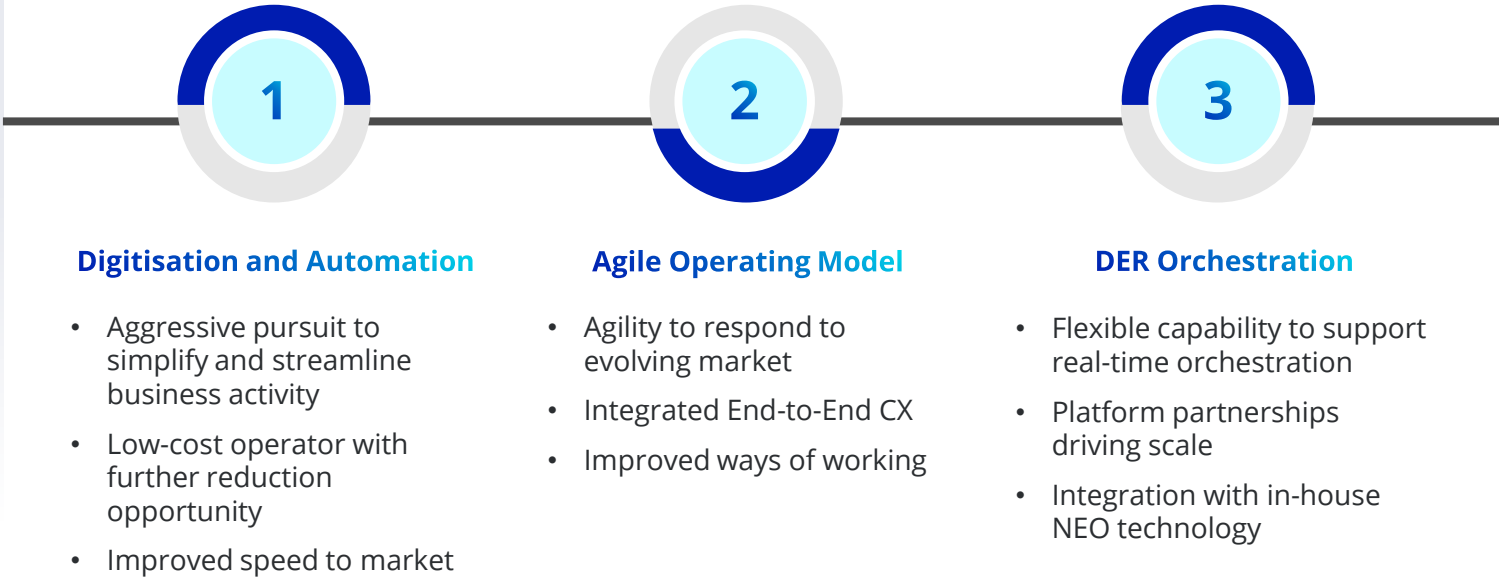 1
2
3
Digitisation and Automation
• Aggressive pursuit to
simplify and streamline
business activity
• Low-cost operator with
further reduction
opportunity
• Improved speed to market
Agile Operating Model
• Agility to respond to
evolving market
• Integrated End-to-End CX
• Improved ways of working
DER Orchestration
• Flexible capability to support
real-time orchestration
• Platform partnerships
driving scale
• Integration with in-house
NEO technology